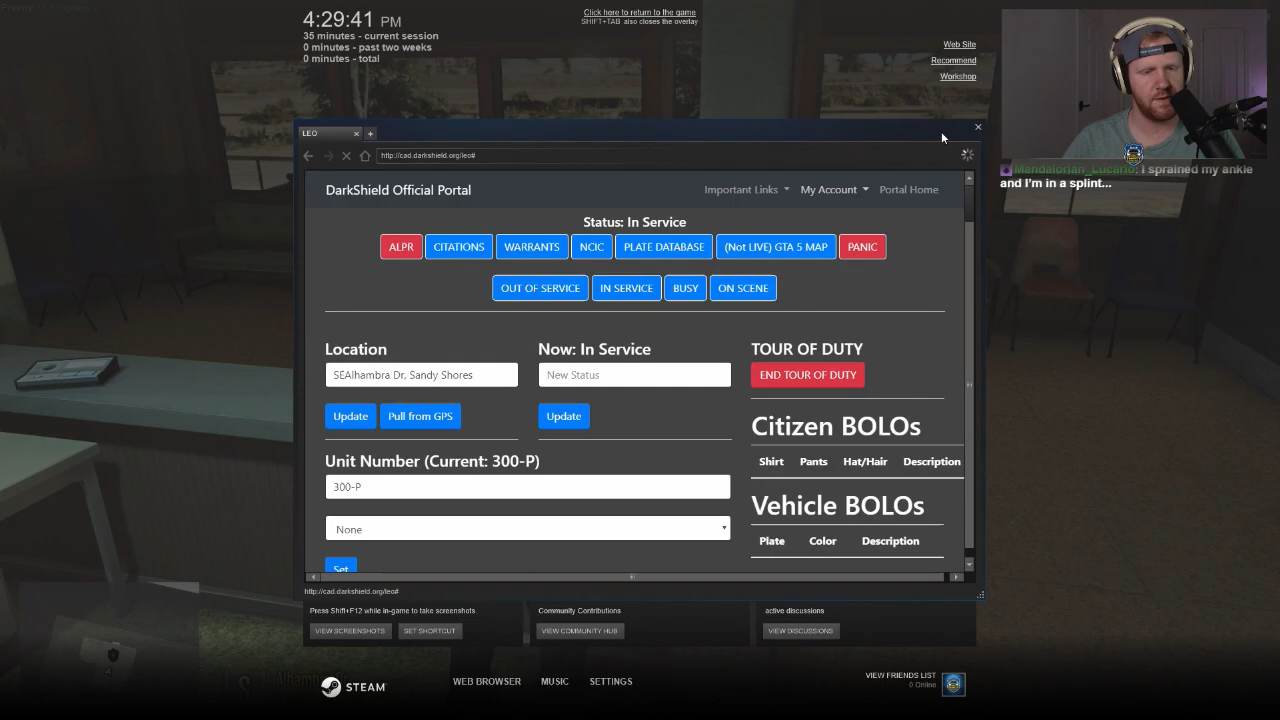 4:29:41 PM
35 minutes - current session
0 minutes - past two weeks
0 minutes - total
Click here to return to the game
SHIFT+TAB also closes the overlay
Web Site
Recommend
Workshop
LEO
http://cad.darkshield.org/leo#
DarkShield Official Portal
Important Links
My Account
Portal Home
Status: In Service
ALPR
CITATIONS
WARRANTS
NCIC
PLATE DATABASE
(Not LIVE) GTA 5 MAP
PANIC
OUT OF SERVICE
IN SERVICE
BUSY
ON SCENE
Location
SEAlhambra Dr, Sandy Shores
Update
Pull from GPS
Now: In Service
New Status
Update
TOUR OF DUTY
END TOUR OF DUTY
Unit Number (Current: 300-P)
300-P
None
Set
Citizen BOLOs
Shirt Pants Hat/Hair Description
Vehicle BOLOs
Plate Color Description
http://cad.darkshield.org/leo#
Mandalorian_Lucario: I sprained my ankle
and I'm in a splint...
Press Shift+F12 while in-game to take screenshots
VIEW SCREENSHOTS
SET SHORTCUT
Community Contributions
VIEW COMMUNITY HUB
active discussions
VIEW DISCUSSIONS
STEAM
WEB BROWSER
MUSIC
SETTINGS
VIEW FRIENDS LIST
0 Online